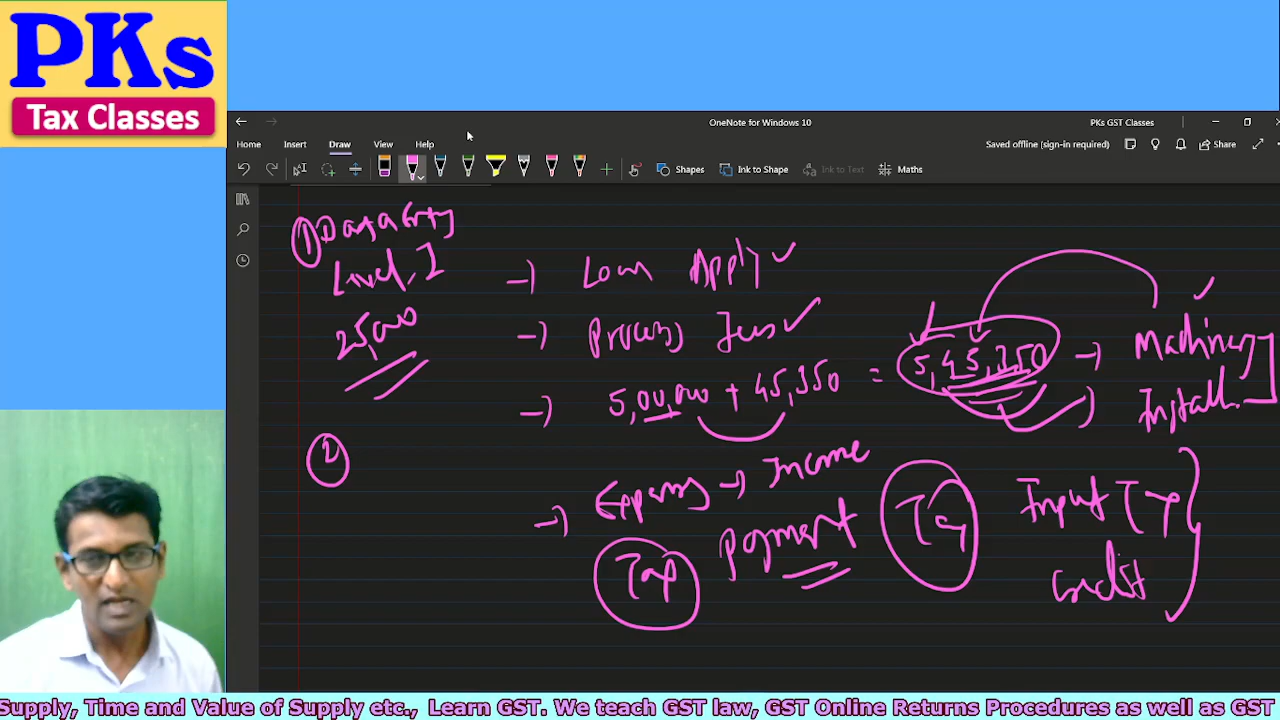 PKs
Tax Classes
OneNote for Windows 10
PKs GST Classes
Home Insert Draw View Help
Saved offline (sign-in required)
Share
Shapes
Ink to Shape
Ink to Text
Maths
① Data Entry
Level. I
25,000
→ Loan Apply ✓
→ Process Fees ✓
→ 5,00,000 + 45,350 = 5,45,350 → Machinery
Install.
②
→ Expenses → Income
Tax payment
Input
Credit
Supply, Time and Value of Supply etc., Learn GST. We teach GST law, GST Online Returns Procedures as well as GST